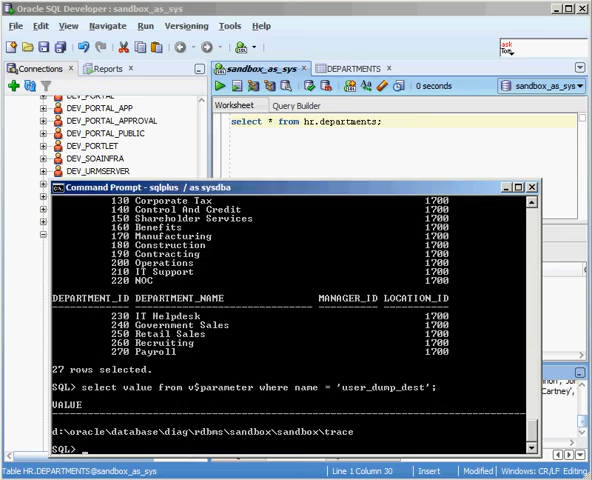 Oracle SQL Developer : sandbox_as_sys
File Edit View Navigate Run Versioning Tools Help
ask
Tom
Connections Reports
sandbox_as_sys DEPARTMENTS
0 seconds sandbox_as_sys
Worksheet Query Builder
select * from hr.departments;
DEV_PORTAL
DEV_PORTAL_APP
DEV_PORTAL_APPROVAL
DEV_PORTAL_PUBLIC
DEV_PORTLET
DEV_SOAINFRA
DEV_URMSERVER
Command Prompt - sqlplus / as sysdba
130 Corporate Tax 1700
140 Control And Credit 1700
150 Shareholder Services 1700
160 Benefits 1700
170 Manufacturing 1700
180 Construction 1700
190 Contracting 1700
200 Operations 1700
210 IT Support 1700
220 NOC 1700
DEPARTMENT_ID DEPARTMENT_NAME MANAGER_ID LOCATION_ID
230 IT Helpdesk 1700
240 Government Sales 1700
250 Retail Sales 1700
260 Recruiting 1700
270 Payroll 1700
27 rows selected.
SQL> select value from v$parameter where name = 'user_dump_dest';
VALUE
d:\oracle\database\diag\rdbms\sandbox\sandbox\trace
SQL>
Table HR.DEPARTMENTS@sandbox_as_sys Line 1 Column 30 Insert Modified Windows: CR/LF Editing